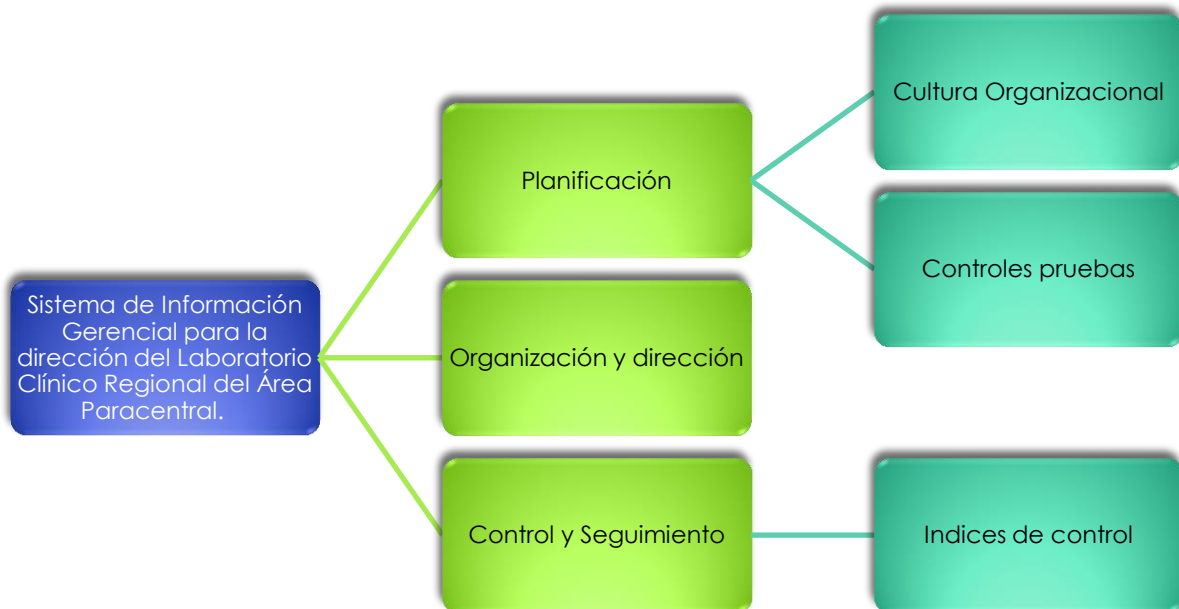 Sistema de Información
Gerencial para la
dirección del Laboratorio
Clínico Regional del Área
Paracentral.
Planificación
Organización y dirección
Control y Seguimiento
Cultura Organizacional
Controles pruebas
Indices de control